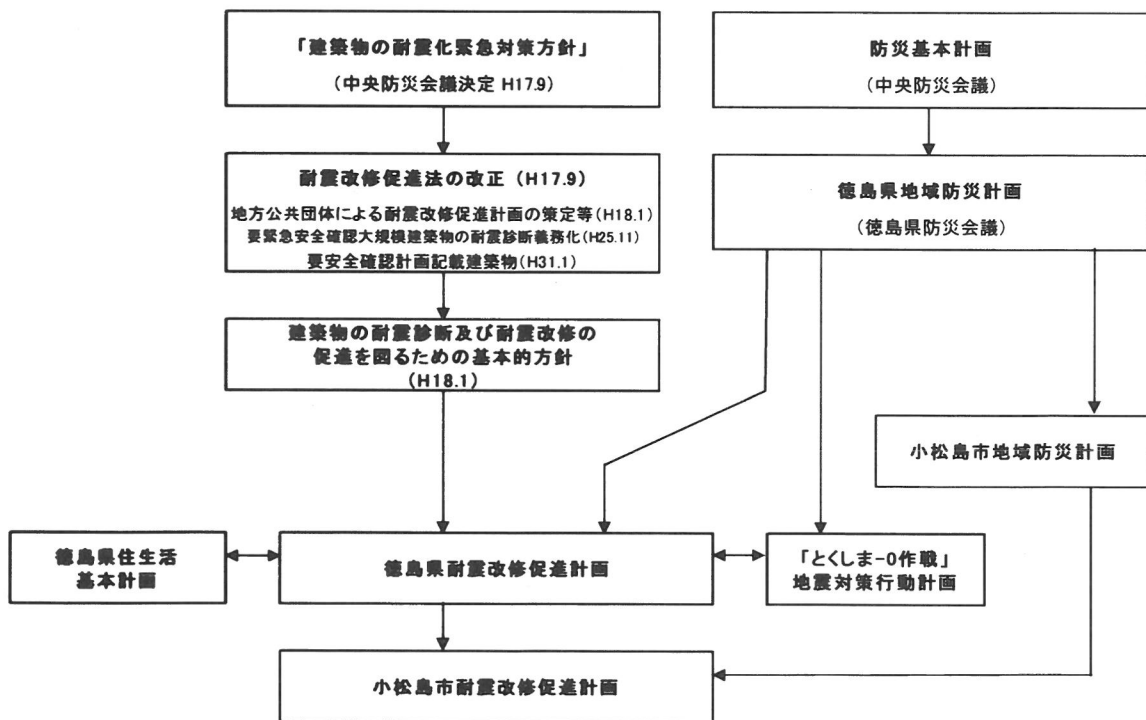 「建築物の耐震化緊急対策方針」
(中央防災会議決定 H17.9)
防災基本計画
(中央防災会議)
耐震改修促進法の改正 (H17.9)
地方公共団体による耐震改修促進計画の策定等(H18.1)
要緊急安全確認大規模建築物の耐震診断義務化(H25.11)
要安全確認計画記載建築物(H31.1)
徳島県地域防災計画
(徳島県防災会議)
建築物の耐震診断及び耐震改修の
促進を図るための基本的方針
(H18.1)
小松島市地域防災計画
徳島県住生活
基本計画
徳島県耐震改修促進計画
「とくしま-0作戦」
地震対策行動計画
小松島市耐震改修促進計画